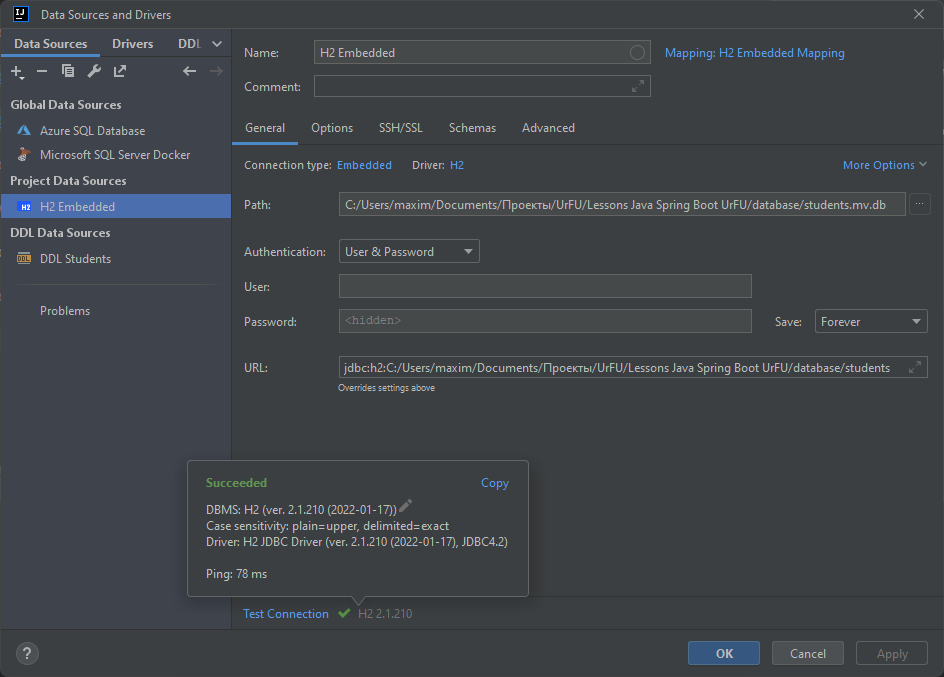 Data Sources and Drivers
Data Sources Drivers DDL
Global Data Sources
Azure SQL Database
Microsoft SQL Server Docker
Project Data Sources
H2 H2 Embedded
DDL Data Sources
DDL DDL Students
Problems
Name: H2 Embedded Mapping: H2 Embedded Mapping
Comment:
General Options SSH/SSL Schemas Advanced
Connection type: Embedded Driver: H2 More Options
Path: C:/Users/maxim/Documents/Проекты/UrFU/Lessons Java Spring Boot UrFU/database/students.mv.db ...
Authentication: User & Password
User:
Password: <hidden> Save: Forever
URL: jdbc:h2:C:/Users/maxim/Documents/Проекты/UrFU/Lessons Java Spring Boot UrFU/database/students
Overrides settings above
Succeeded Copy
DBMS: H2 (ver. 2.1.210 (2022-01-17))
Case sensitivity: plain=upper, delimited=exact
Driver: H2 JDBC Driver (ver. 2.1.210 (2022-01-17), JDBC4.2)
Ping: 78 ms
Test Connection H2 2.1.210
? OK Cancel Apply